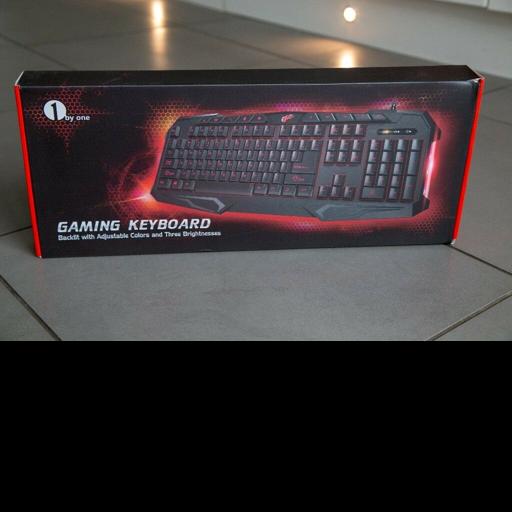 1 by one
GAMING KEYBOARD
Backlit with Adjustable Colors and Three Brightnesses